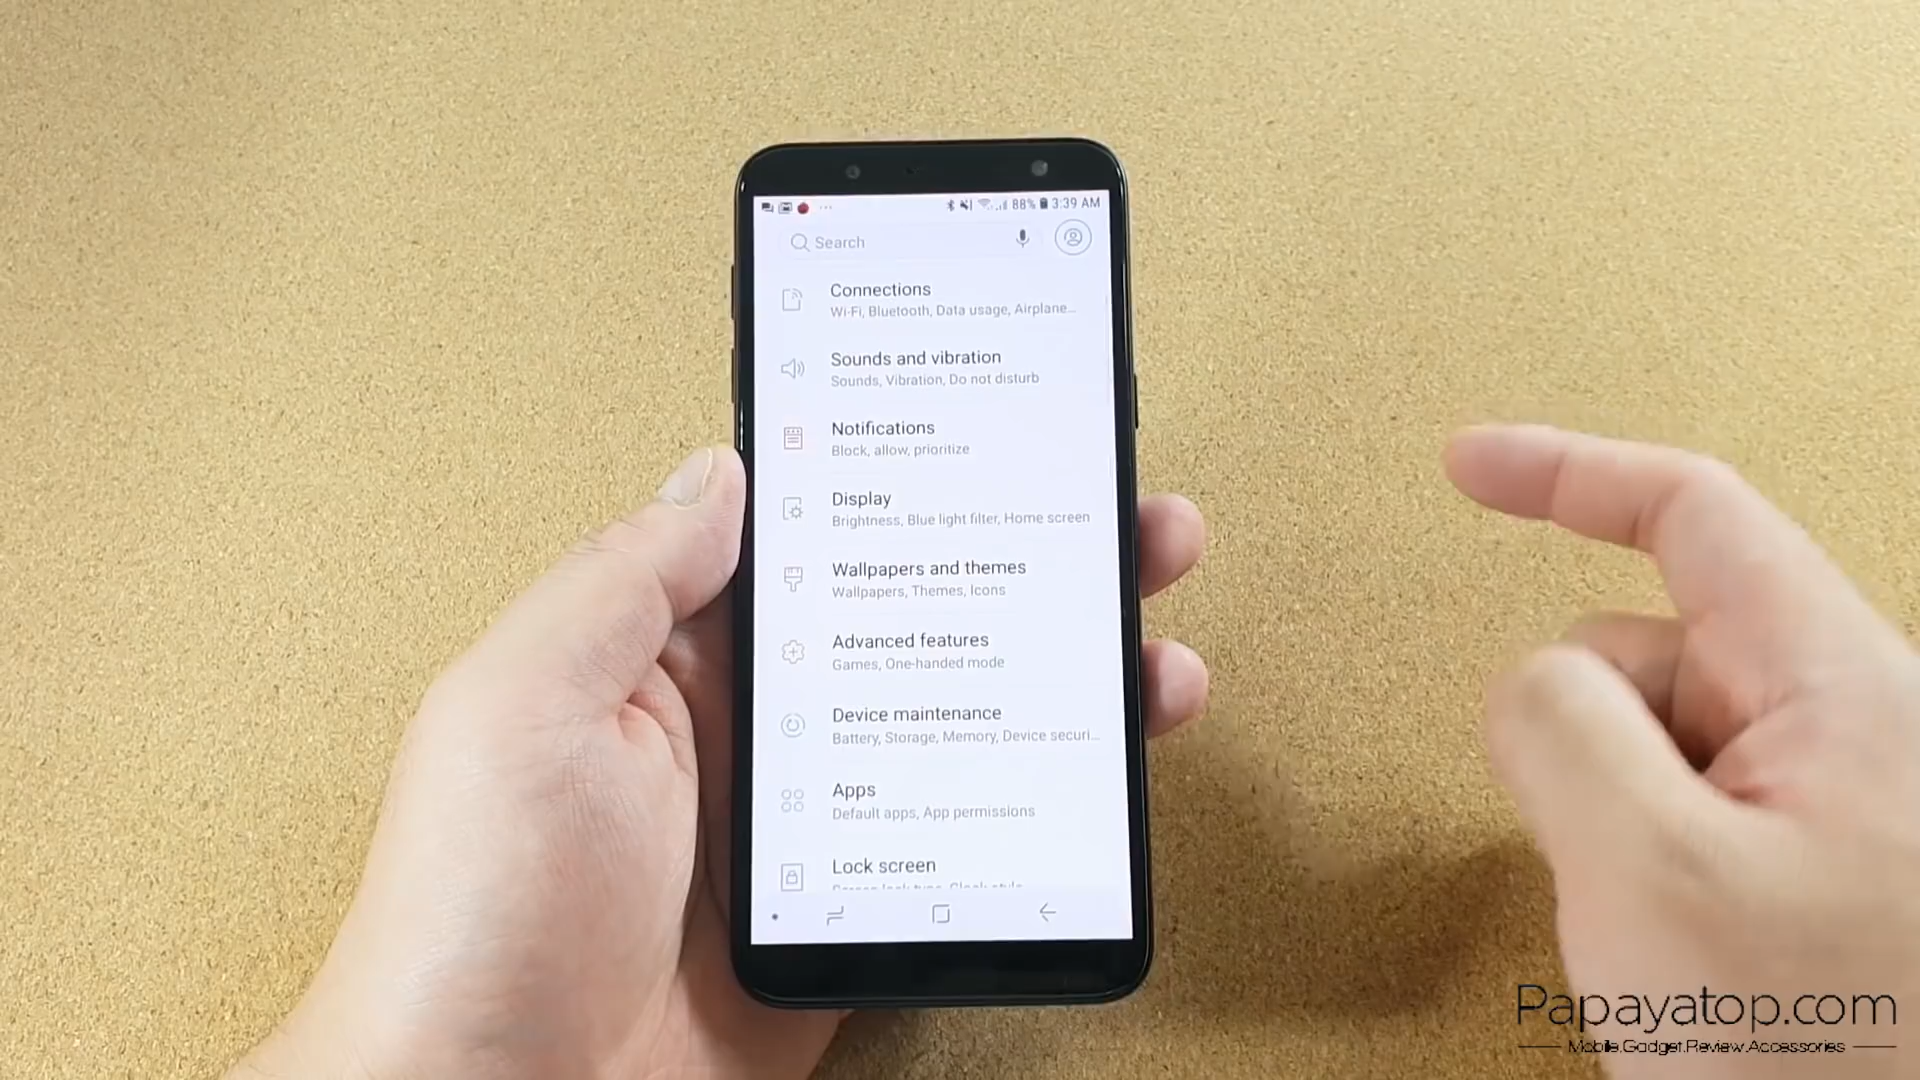 88% 3:39 AM
Search
Connections
Wi-Fi, Bluetooth, Data usage, Airplane...
Sounds and vibration
Sounds, Vibration, Do not disturb
Notifications
Block, allow, prioritize
Display
Brightness, Blue light filter, Home screen
Wallpapers and themes
Wallpapers, Themes, Icons
Advanced features
Games, One-handed mode
Device maintenance
Battery, Storage, Memory, Device securi...
Apps
Default apps, App permissions
Lock screen
Papayatop.com
Mobile.Gadget.Review.Accessories